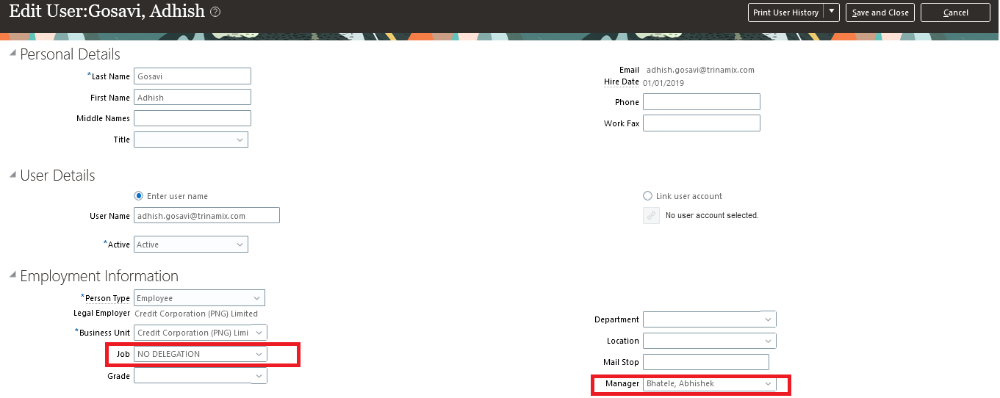 Edit User:Gosavi, Adhish
Print User History
Save and Close
Cancel
Personal Details
*Last Name Gosavi
First Name Adhish
Middle Names
Title
Email adhish.gosavi@trinamix.com
Hire Date 01/01/2019
Phone
Work Fax
User Details
Enter user name
User Name adhish.gosavi@trinamix.com
*Active Active
Link user account
No user account selected.
Employment Information
*Person Type Employee
Legal Employer Credit Corporation (PNG) Limited
*Business Unit Credit Corporation (PNG) Limi
Job NO DELEGATION
Grade
Department
Location
Mail Stop
Manager Bhatele, Abhishek